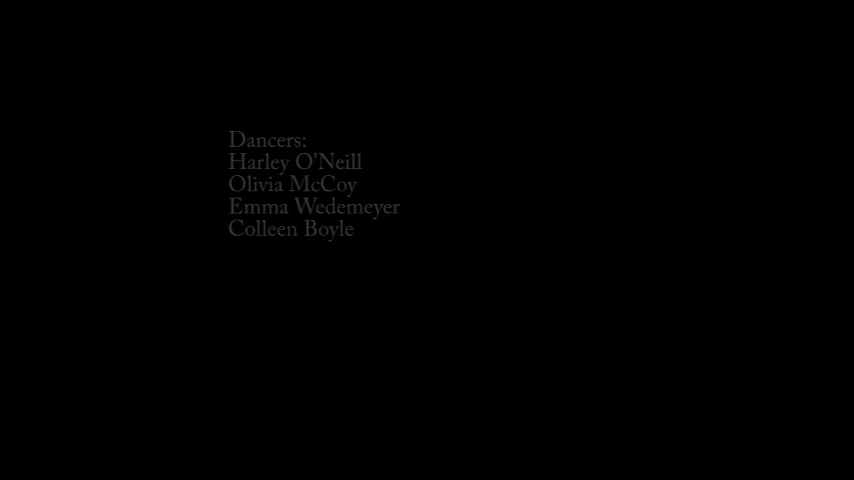 Dancers:
Harley O'Neill
Olivia McCoy
Emma Wedemeyer
Colleen Boyle